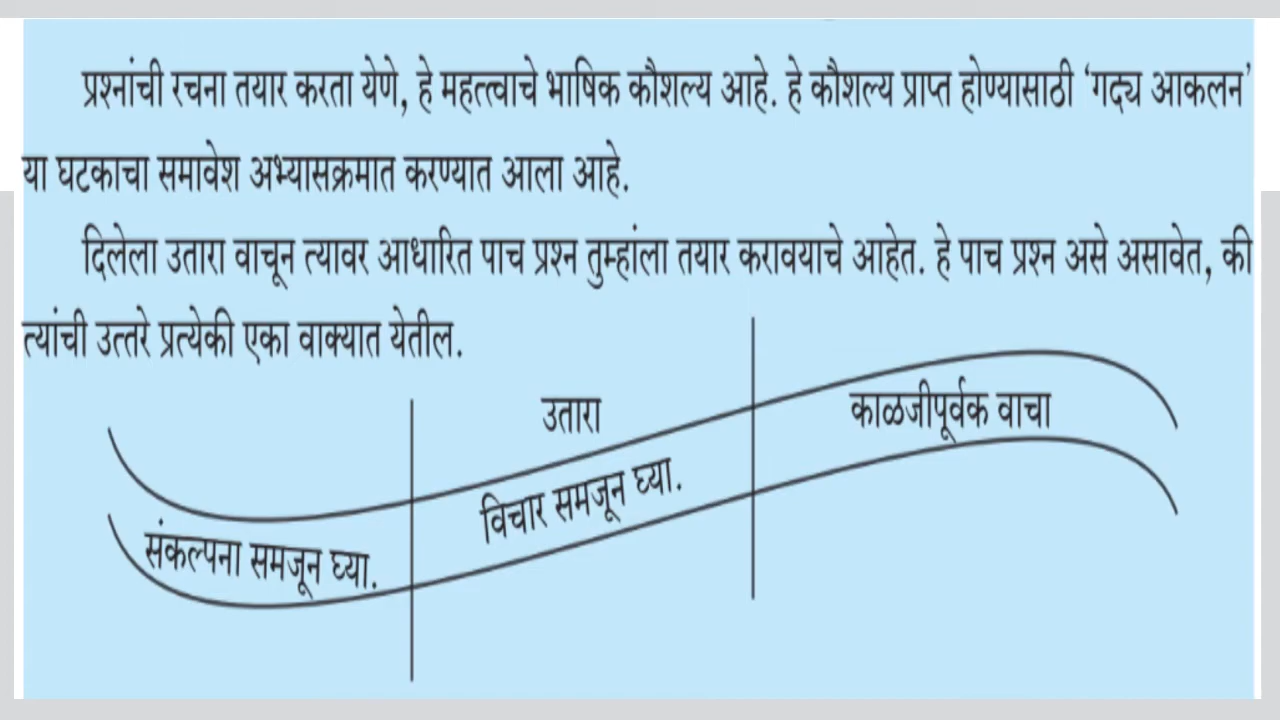 प्रश्नांची रचना तयार करता येणे, हे महत्त्वाचे भाषिक कौशल्य आहे. हे कौशल्य प्राप्त होण्यासाठी ‘गद्य आकलन’
या घटकाचा समावेश अभ्यासक्रमात करण्यात आला आहे.
दिलेला उतारा वाचून त्यावर आधारित पाच प्रश्न तुम्हांला तयार करावयाचे आहेत. हे पाच प्रश्न असे असावेत, की
त्यांची उत्तरे प्रत्येकी एका वाक्यात येतील.
उतारा
काळजीपूर्वक वाचा
विचार समजून घ्या.
संकल्पना समजून घ्या.